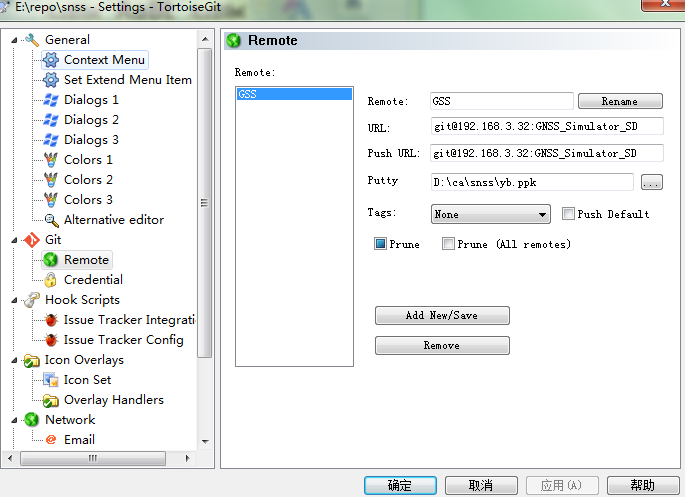 E:\repo\snss - Settings - TortoiseGit
General
Context Menu
Set Extend Menu Item
Dialogs 1
Dialogs 2
Dialogs 3
Colors 1
Colors 2
Colors 3
Alternative editor
Git
Remote
Credential
Hook Scripts
Issue Tracker Integrati
Issue Tracker Config
Icon Overlays
Icon Set
Overlay Handlers
Network
Email
Remote
Remote:
GSS
Remote: GSS Rename
URL: git@192.168.3.32:GNSS_Simulator_SD
Push URL: git@192.168.3.32:GNSS_Simulator_SD
Putty D:\ca\snss\yb.ppk ...
Tags: None Push Default
Prune Prune (All remotes)
Add New/Save
Remove
确定 取消 应用(A) 帮助